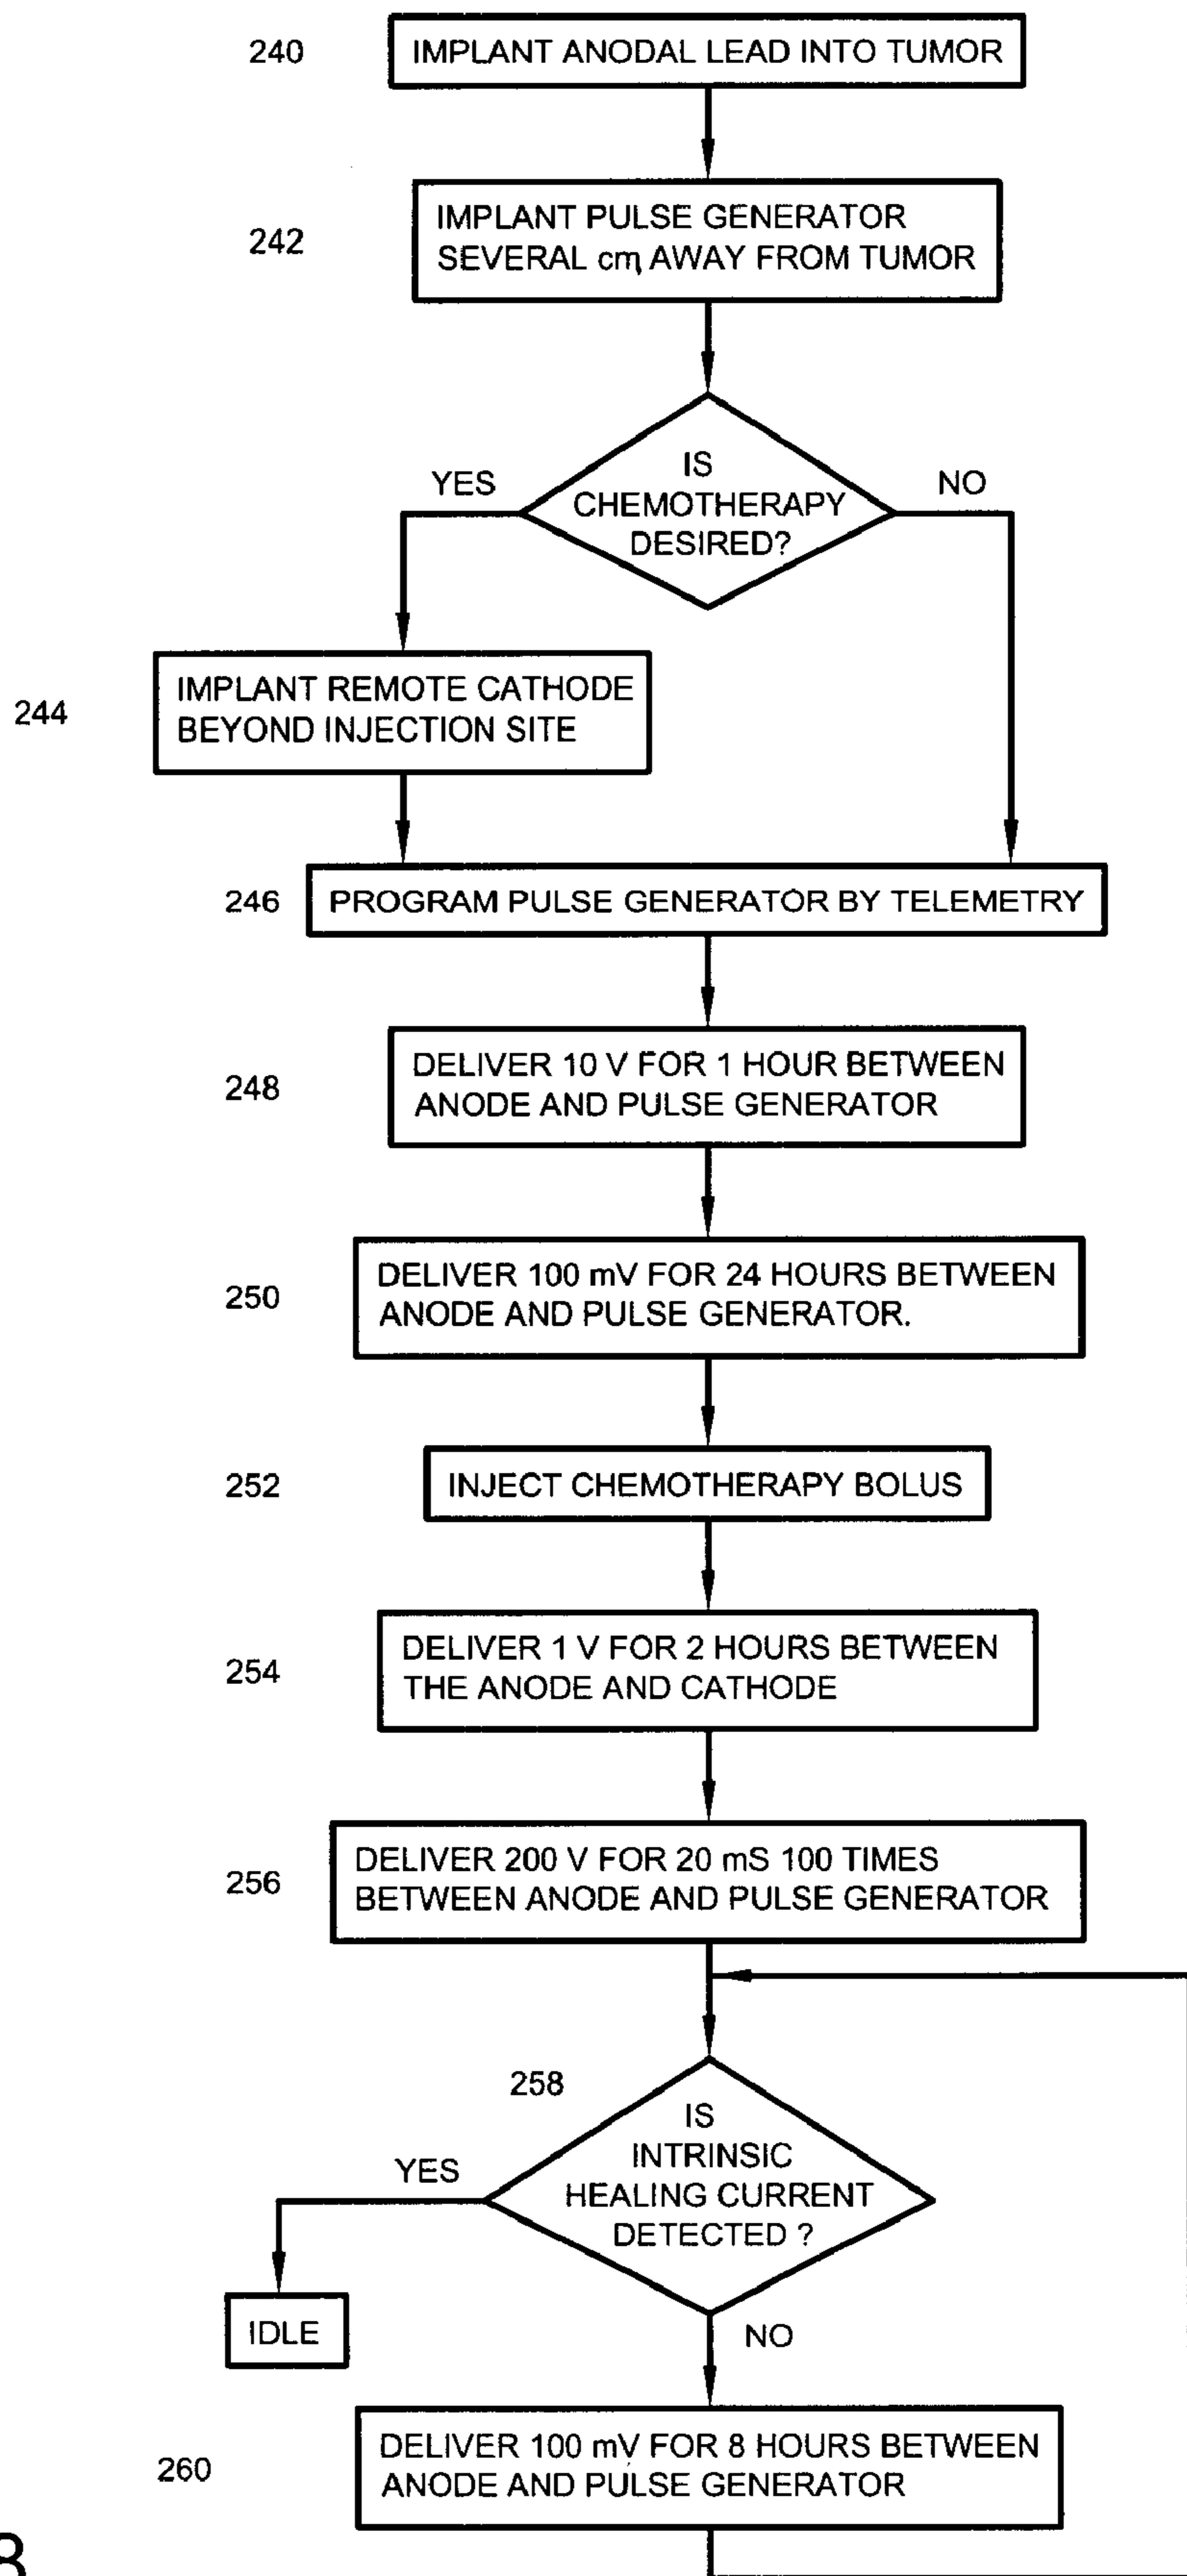 240
IMPLANT ANODAL LEAD INTO TUMOR
242
IMPLANT PULSE GENERATOR
SEVERAL cm AWAY FROM TUMOR
IS
CHEMOTHERAPY
DESIRED?
YES
NO
244
IMPLANT REMOTE CATHODE
BEYOND INJECTION SITE
246
PROGRAM PULSE GENERATOR BY TELEMETRY
248
DELIVER 10 V FOR 1 HOUR BETWEEN
ANODE AND PULSE GENERATOR
250
DELIVER 100 mV FOR 24 HOURS BETWEEN
ANODE AND PULSE GENERATOR.
252
INJECT CHEMOTHERAPY BOLUS
254
DELIVER 1 V FOR 2 HOURS BETWEEN
THE ANODE AND CATHODE
256
DELIVER 200 V FOR 20 mS 100 TIMES
BETWEEN ANODE AND PULSE GENERATOR
258
IS
INTRINSIC
HEALING CURRENT
DETECTED ?
YES
IDLE
NO
260
DELIVER 100 mV FOR 8 HOURS BETWEEN
ANODE AND PULSE GENERATOR